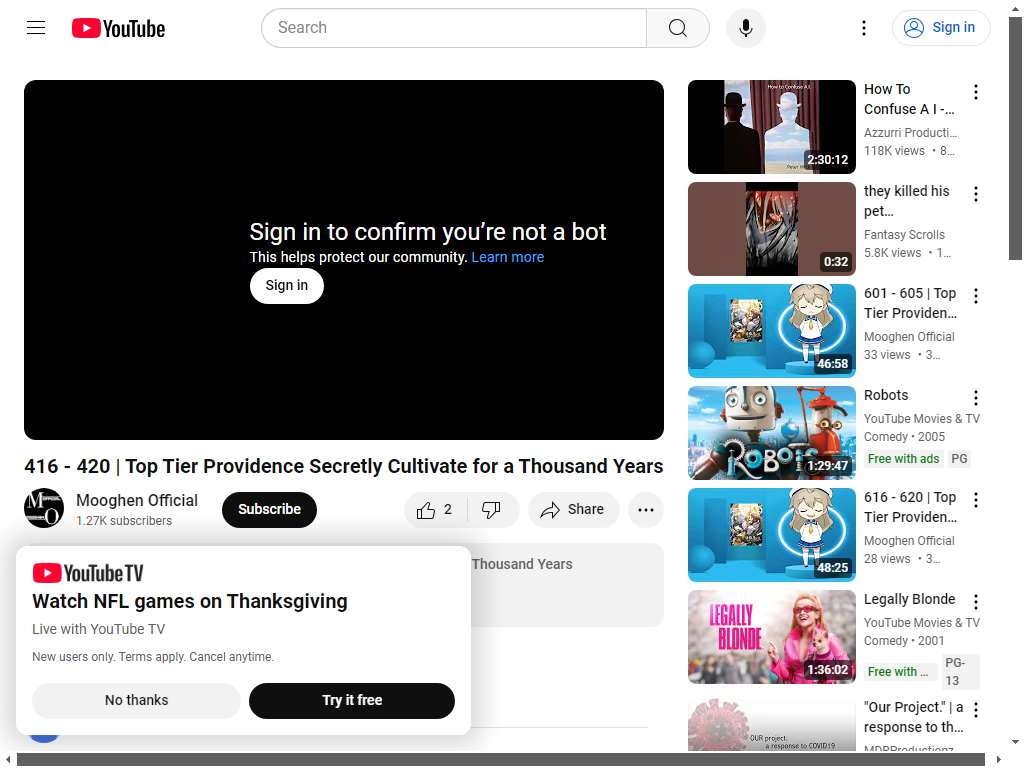 YouTube
Search
Sign in
Sign in to confirm you're not a bot
This helps protect our community. Learn more
Sign in
416 - 420 | Top Tier Providence Secretly Cultivate for a Thousand Years
Mooghen Official
1.27K subscribers
Subscribe
2
Share
Thousand Years
YouTube TV
Watch NFL games on Thanksgiving
Live with YouTube TV
New users only. Terms apply. Cancel anytime.
No thanks
Try it free
How to Confuse A I
2:30:12
How To
Confuse A I -...
Azzurri Producti...
118K views • 8...
0:32
they killed his
pet...
Fantasy Scrolls
5.8K views • 1...
46:58
601 - 605 | Top
Tier Providen...
Mooghen Official
33 views • 3...
ROBOTS
1:29:47
Robots
YouTube Movies & TV
Comedy • 2005
Free with ads PG
48:25
616 - 620 | Top
Tier Providen...
Mooghen Official
28 views • 3...
LEGALLY
BLONDE
1:36:02
Legally Blonde
YouTube Movies & TV
Comedy • 2001
Free with ...
PG-
13
OUR project.
a response to COVID19
"Our Project." | a
response to th...
MDPProductionz